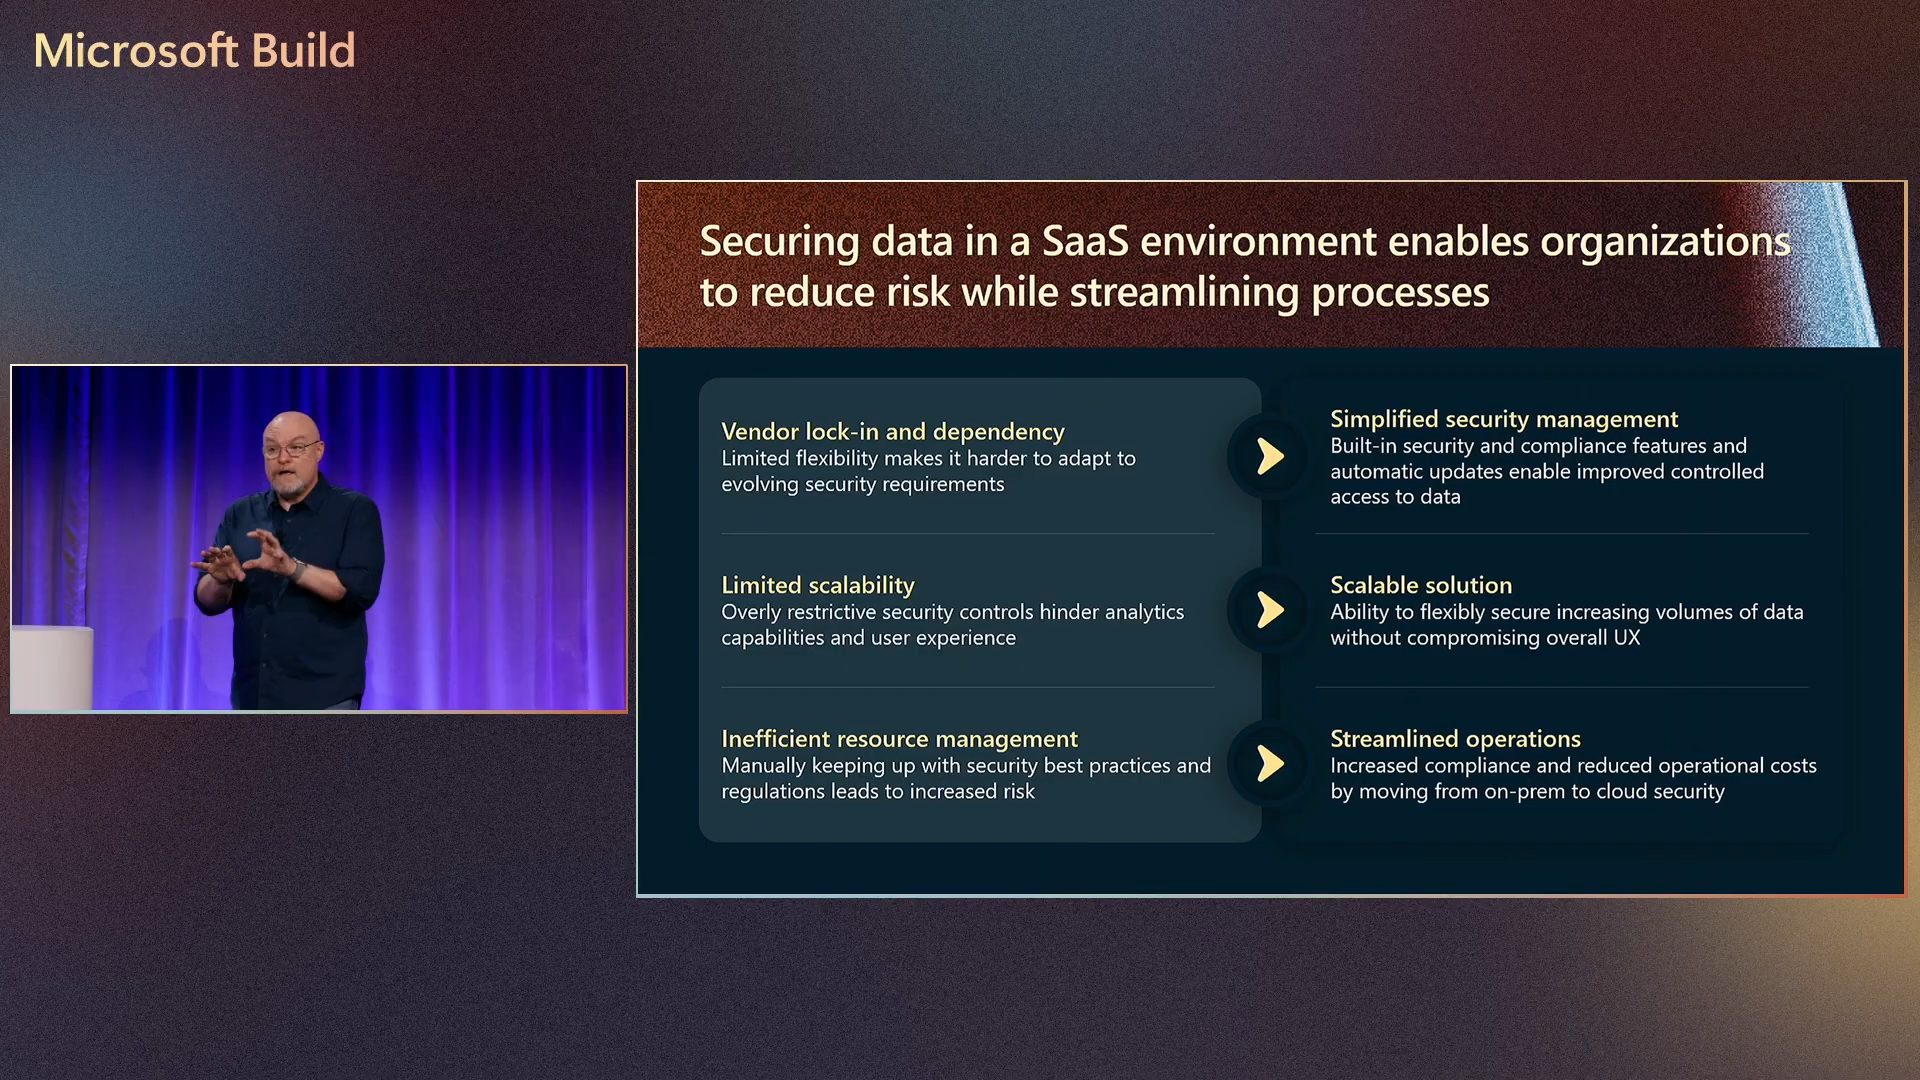 Microsoft Build
Securing data in a SaaS environment enables organizations
to reduce risk while streamlining processes
Vendor lock-in and dependency
Limited flexibility makes it harder to adapt to
evolving security requirements
Simplified security management
Built-in security and compliance features and
automatic updates enable improved controlled
access to data
Limited scalability
Overly restrictive security controls hinder analytics
capabilities and user experience
Scalable solution
Ability to flexibly secure increasing volumes of data
without compromising overall UX
Inefficient resource management
Manually keeping up with security best practices and
regulations leads to increased risk
Streamlined operations
Increased compliance and reduced operational costs
by moving from on-prem to cloud security